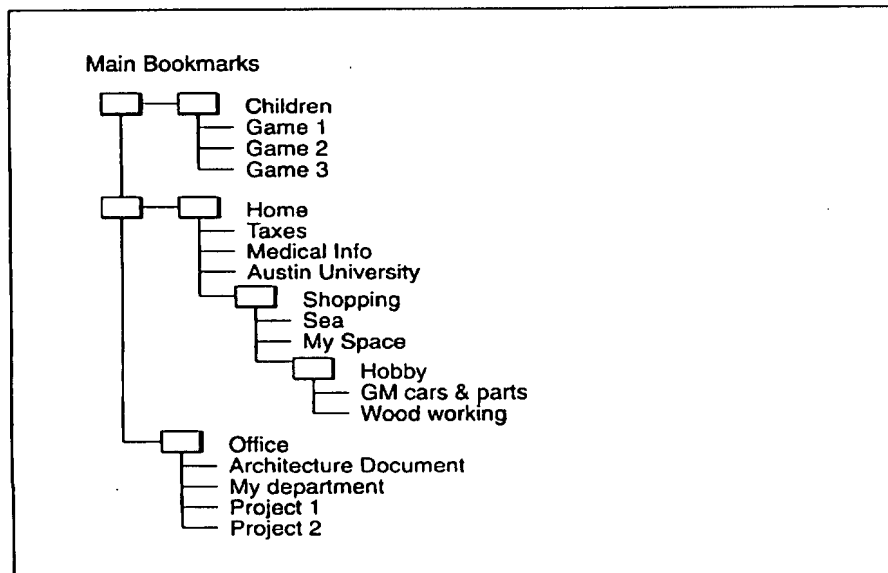 Main Bookmarks
Children
Game 1
Game 2
Game 3
Home
Taxes
Medical Info
Austin University
Shopping
Sea
My Space
Hobby
GM cars & parts
Wood working
Office
Architecture Document
My department
Project 1
Project 2